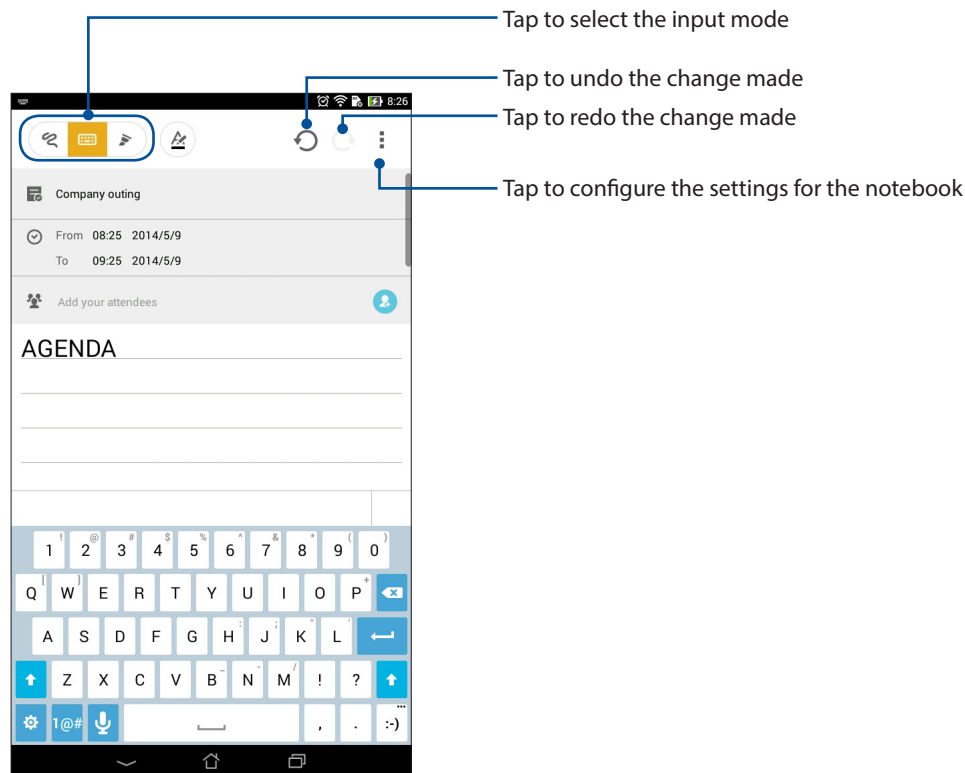 Tap to select the input mode
Tap to undo the change made
8:26
Tap to redo the change made
Tap to configure the settings for the notebook
Company outing
From 08:25 2014/5/9
To 09:25 2014/5/9
Add your attendees
AGENDA
! @ # $ % ^ & * ( )
1 2 3 4 5 6 7 8 9 0
[ ] +
Q W E R T Y U I O P
: ; " '
A S D F G H J K L
_ - /
Z X C V B N M ! ?
1@# , . :-)